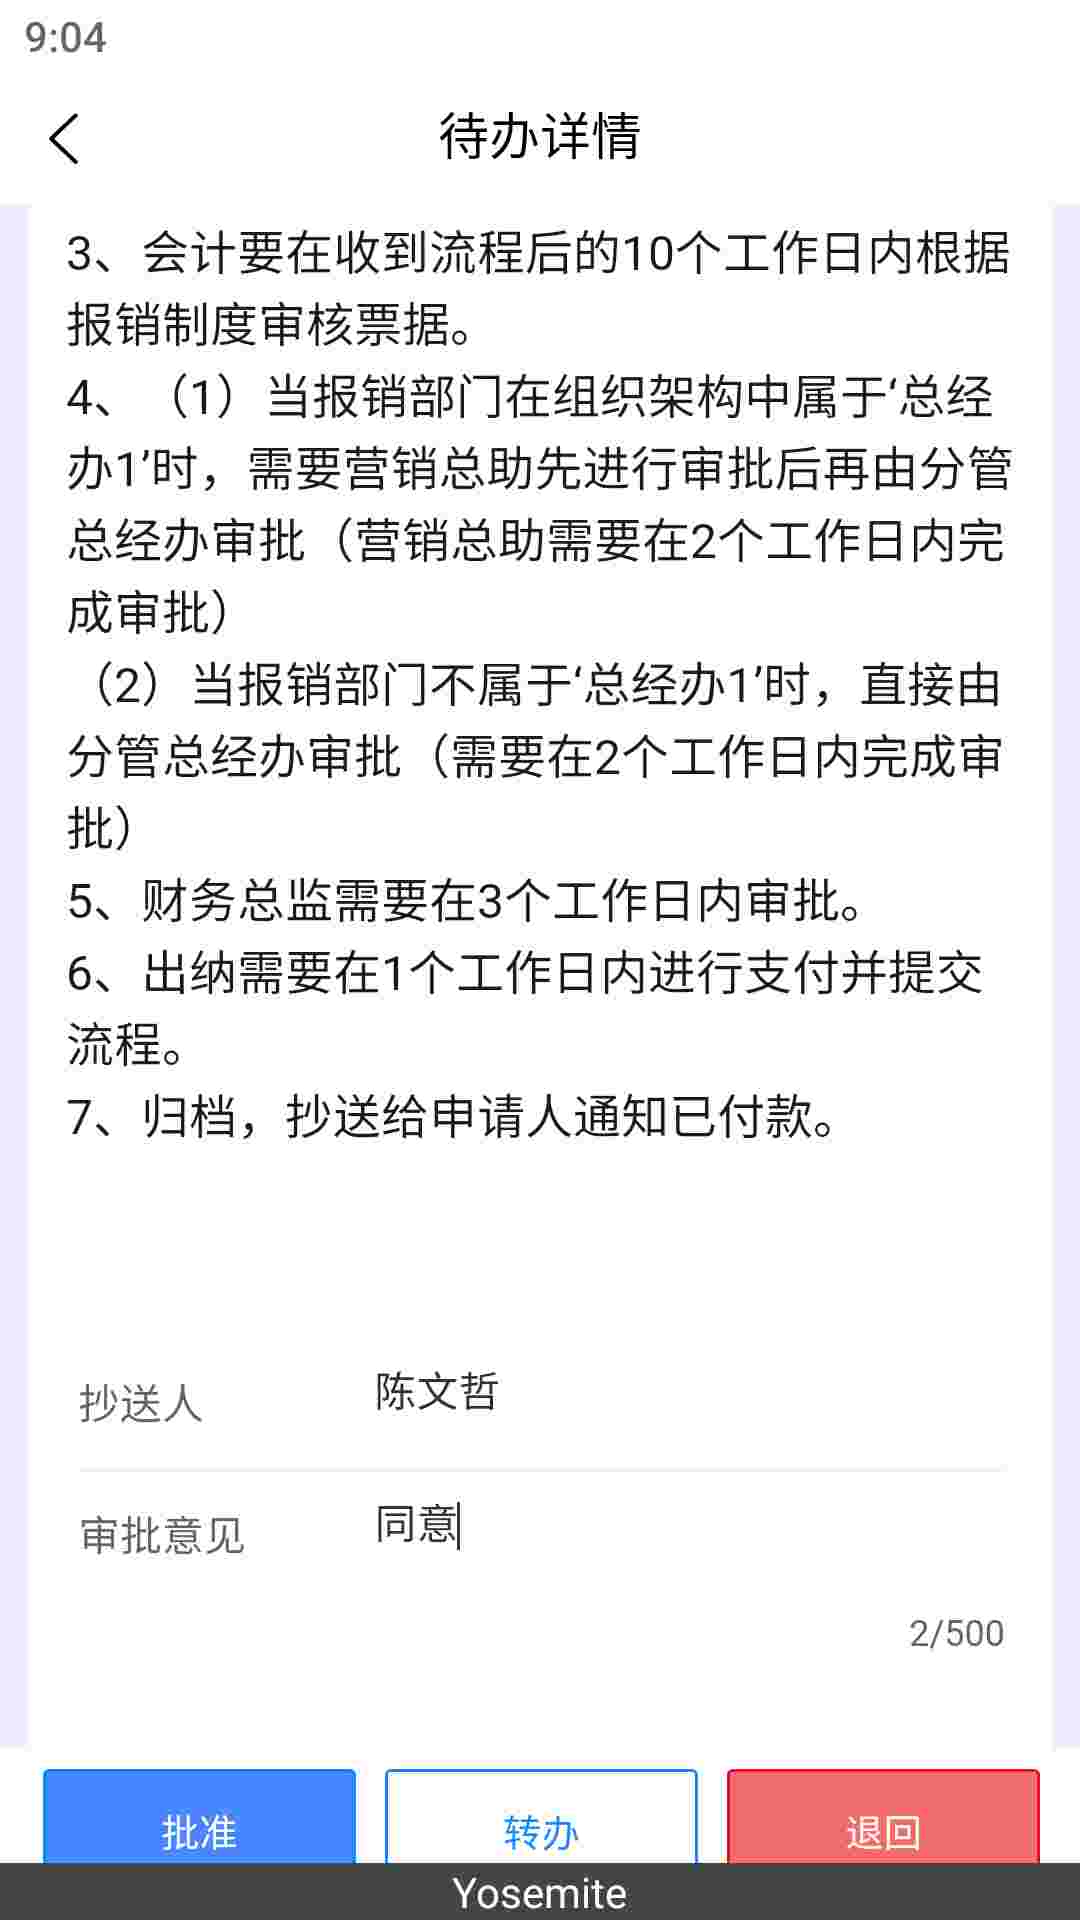 9:04
待办详情
3、会计要在收到流程后的10个工作日内根据
报销制度审核票据。
4、（1）当报销部门在组织架构中属于‘总经
办1’时，需要营销总助先进行审批后再由分管
总经办审批（营销总助需要在2个工作日内完
成审批）
（2）当报销部门不属于‘总经办1’时，直接由
分管总经办审批（需要在2个工作日内完成审
批）
5、财务总监需要在3个工作日内审批。
6、出纳需要在1个工作日内进行支付并提交
流程。
7、归档，抄送给申请人通知已付款。
抄送人 陈文哲
审批意见 同意
2/500
批准 转办 退回
Yosemite